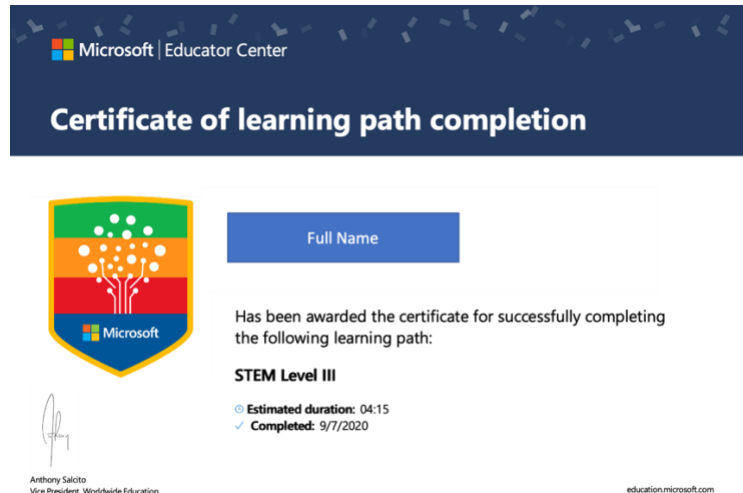 Microsoft | Educator Center
Certificate of learning path completion
Full Name
Microsoft
Has been awarded the certificate for successfully completing
the following learning path:
STEM Level III
Estimated duration: 04:15
Completed: 9/7/2020
Anthony Salcito
Vice President, Worldwide Education
education.microsoft.com